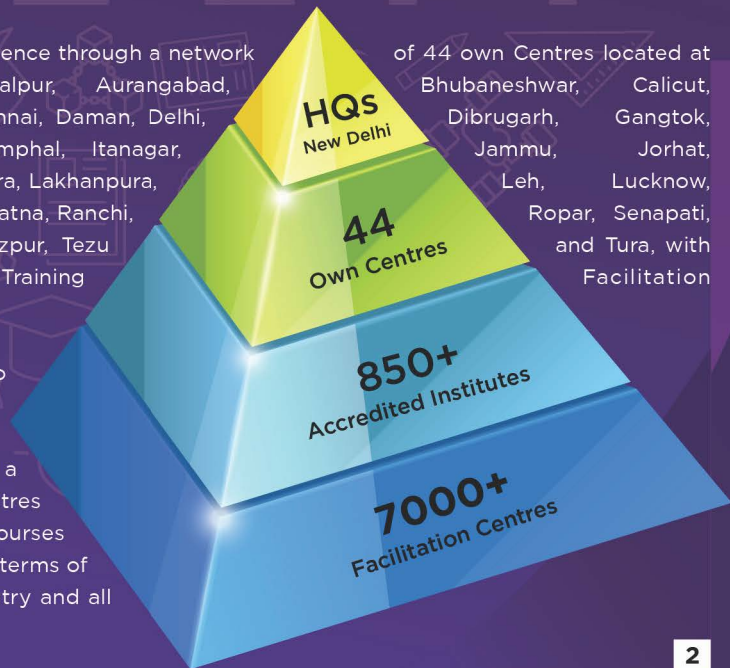 ence through a network of 44 own Centres located at
alpur, Aurangabad, Bhubaneshwar, Calicut,
nnai, Daman, Delhi, Dibrugarh, Gangtok,
mphal, Itanagar, Jammu, Jorhat,
ra, Lakhanpura, Leh, Lucknow,
atna, Ranchi, Ropar, Senapati,
zpur, Tezu and Tura, with
Training Facilitation
a
tres
ourses
terms of
try and all
HQs
New Delhi
44
Own Centres
850+
Accredited Institutes
7000+
Facilitation Centres
2